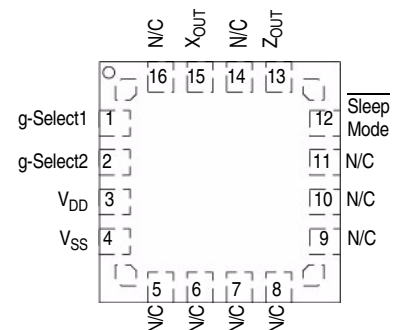 N/C XOUT N/C ZOUT
16 15 14 13
g-Select1 1
12 Sleep Mode
g-Select2 2
11 N/C
VDD 3
10 N/C
VSS 4
9 N/C
5 6 7 8
N/C N/C N/C N/C